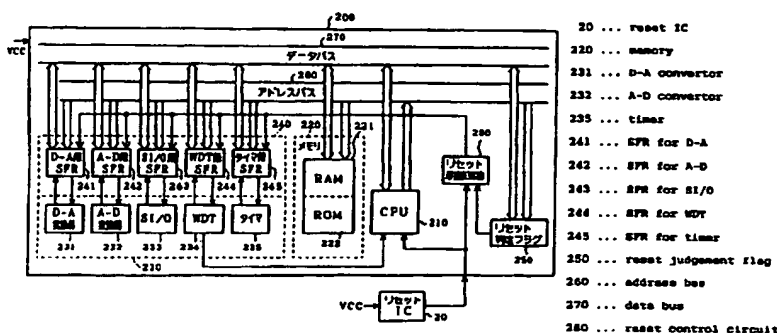 200
VCC
270
データバス
260
アドレスバス
240
220
メモリ
221
D-A用
SFR
A-D用
SFR
SI/O用
SFR
WDT用
SFR
タイマ用
SFR
241
242
243
244
245
RAM
ROM
222
CPU
210
280
リセット
リセット
判定フラグ
250
D-A
変換器
A-D
変換器
SI/O
WDT
タイマ
231
232
233
234
235
230
VCC
リセット
IC
20
20 ... reset IC
220 ... memory
231 ... D-A convertor
232 ... A-D convertor
235 ... timer
241 ... SFR for D-A
242 ... SFR for A-D
243 ... SFR for SI/O
244 ... SFR for WDT
245 ... SFR for timer
250 ... reset judgement flag
260 ... address bus
270 ... data bus
280 ... reset control circuit